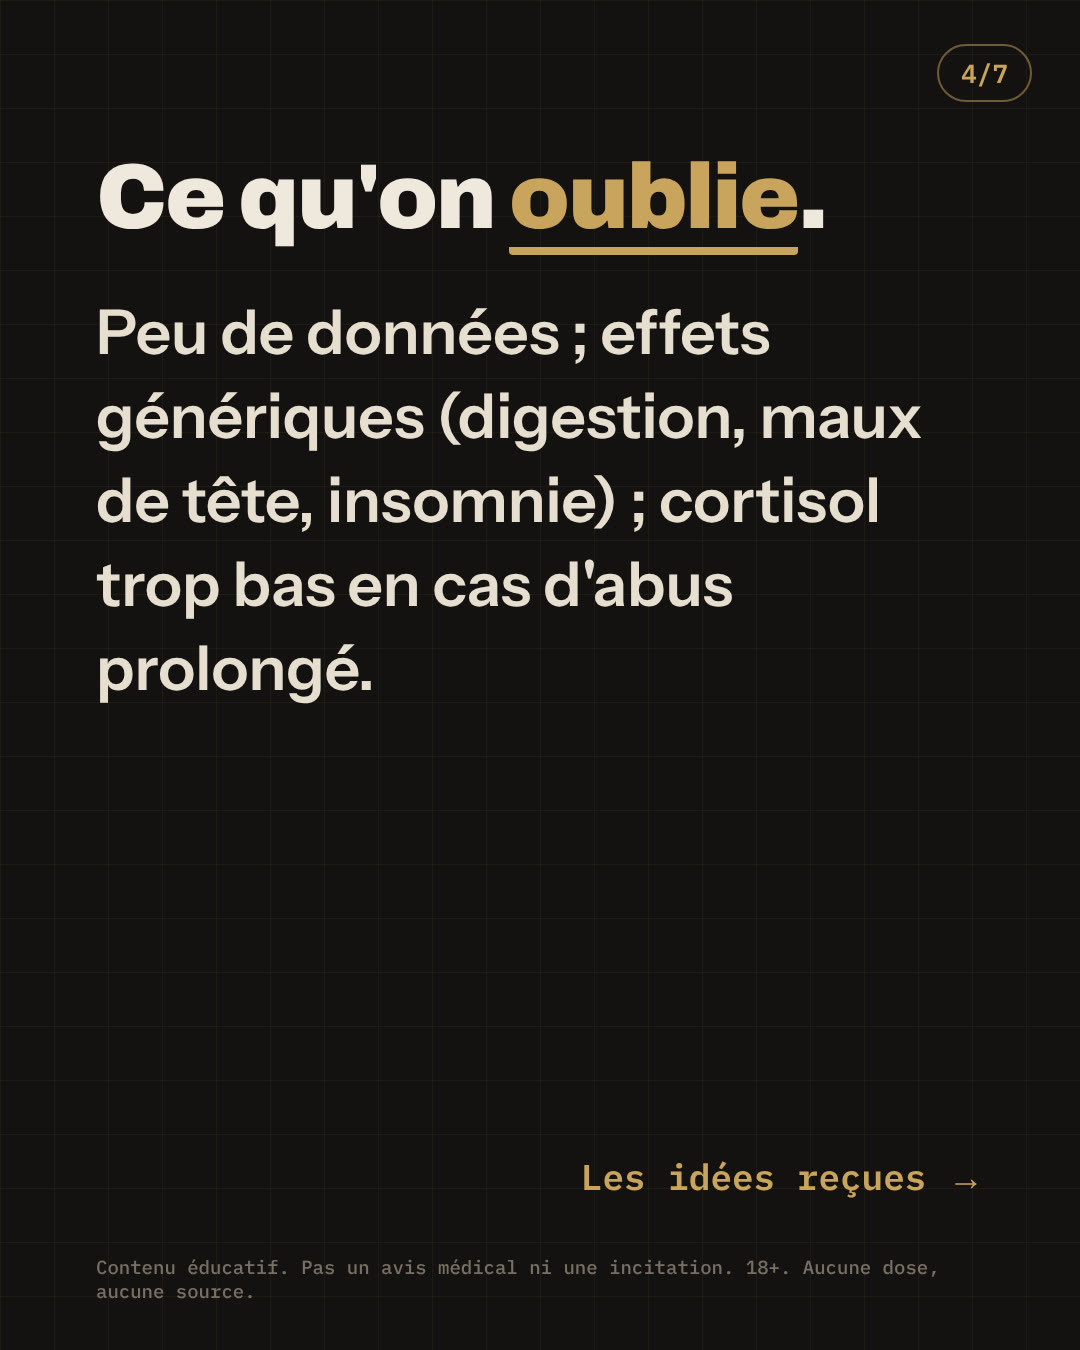 4/7
Ce qu'on oublie.
Peu de données ; effets
génériques (digestion, maux
de tête, insomnie) ; cortisol
trop bas en cas d'abus
prolongé.
Les idées reçues →
Contenu éducatif. Pas un avis médical ni une incitation. 18+. Aucune dose,
aucune source.